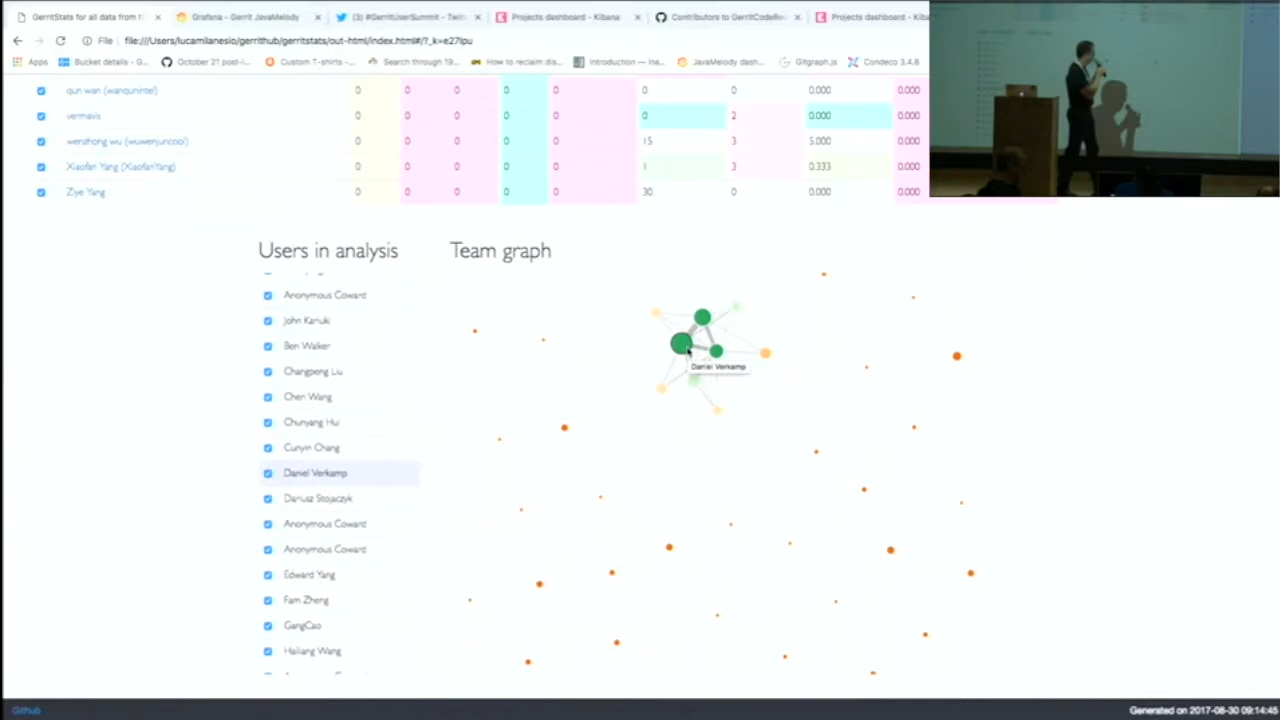 GerritStats for all data from
Grafana - Gerrit JavaMelody
(3) #GerritUserSummit - Twitt
Projects dashboard - Kibana
Contributors to GerritCodeRe
Projects dashboard - Kiba
File file:///Users/lucamilanesio/gerrithub/gerritstats/out-html/index.html#/?_k=e27lpu
Apps Bucket details - G... October 21 post-i... Custom T-shirts -... Search through 19... How to reclaim dis... Introduction — ina... JavaMelody dash... Gitgraph.js Condeco 3.4.8
qun wan (wanqunintel) 0 0 0 0 0 0 0 0.000 0.000
vermavis 0 0 0 0 0 0 2 0.000 0.000
wenzhong wu (wuwenjuncool) 0 0 0 0 0 15 3 5.000 0.000
Xiaofan Yang (XiaofanYang) 0 0 0 0 0 1 3 0.333 0.000
Ziye Yang 0 0 0 0 0 30 0 0.000 0.000
Users in analysis
Team graph
Anonymous Coward
John Kariuki
Ben Walker
Changpeng Liu
Chen Wang
Chunyang Hui
Cunyin Chang
Daniel Verkamp
Dariusz Stojaczyk
Anonymous Coward
Anonymous Coward
Edward Yang
Fam Zheng
GangCao
Hailiang Wang
Daniel Verkamp
Github
Generated on 2017-08-30 09:14:45